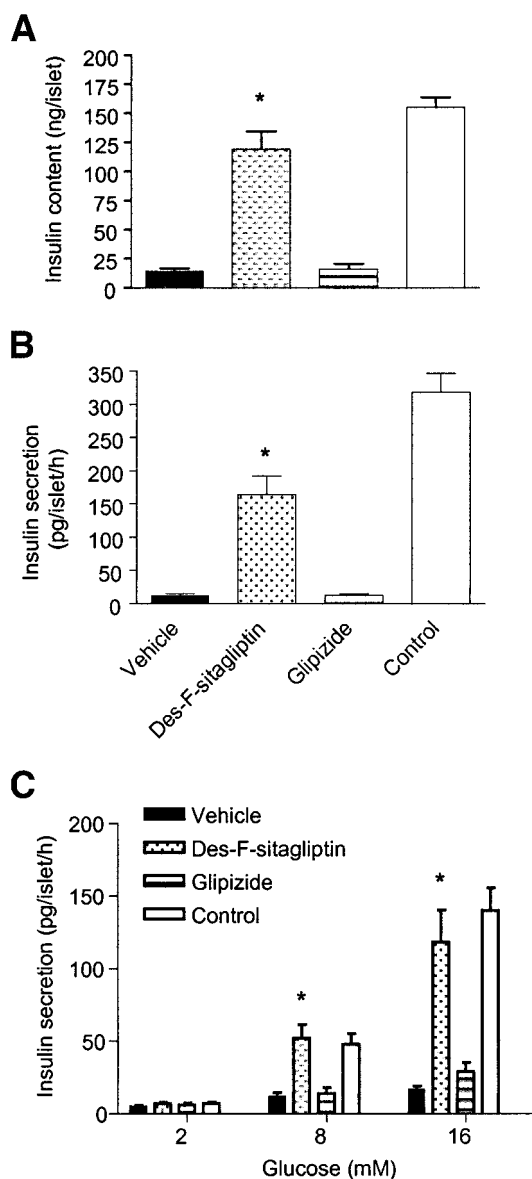 A
Insulin content (ng/islet)
200
175
150
125
100
75
50
25
0
*
B
Insulin secretion
(pg/islet/h)
350
300
250
200
150
100
50
0
*
Vehicle
Des-F-sitagliptin
Glipizide
Control
C
Insulin secretion (pg/islet/h)
200
150
100
50
0
Vehicle
Des-F-sitagliptin
Glipizide
Control
*
*
2 8 16
Glucose (mM)